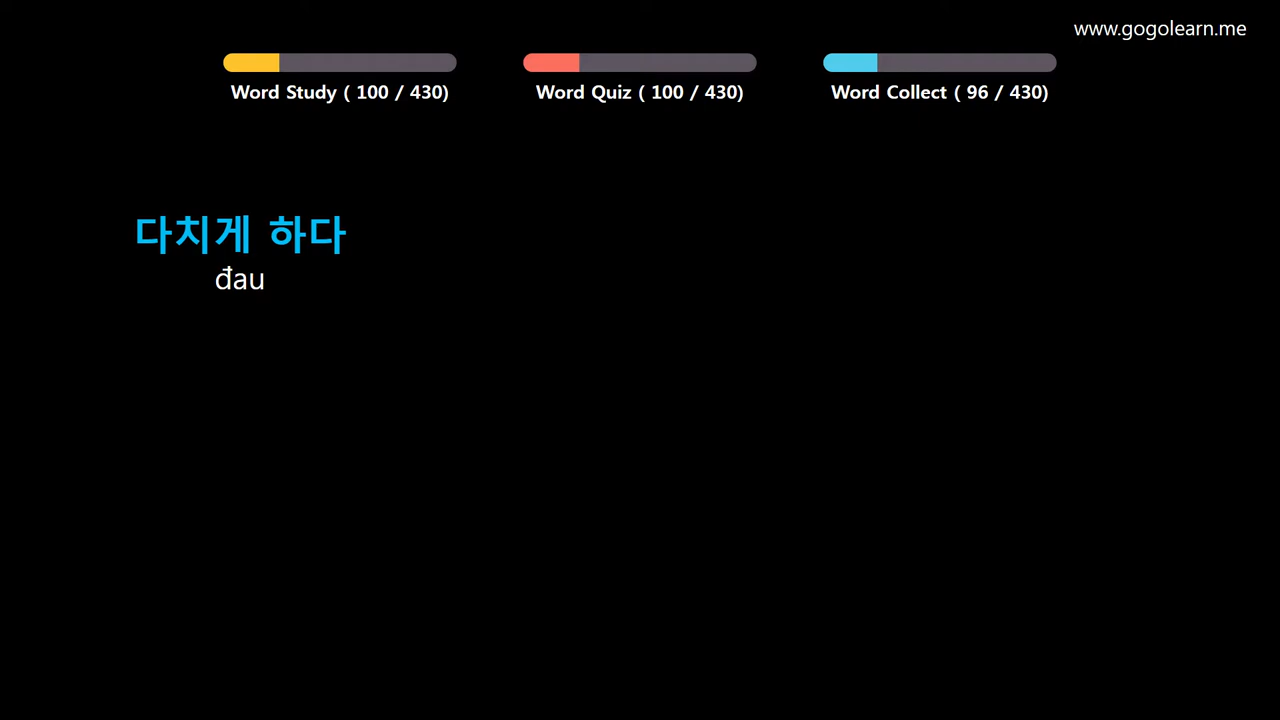 www.gogolearn.me
Word Study ( 100 / 430)
Word Quiz ( 100 / 430)
Word Collect ( 96 / 430)
다치게 하다
đau